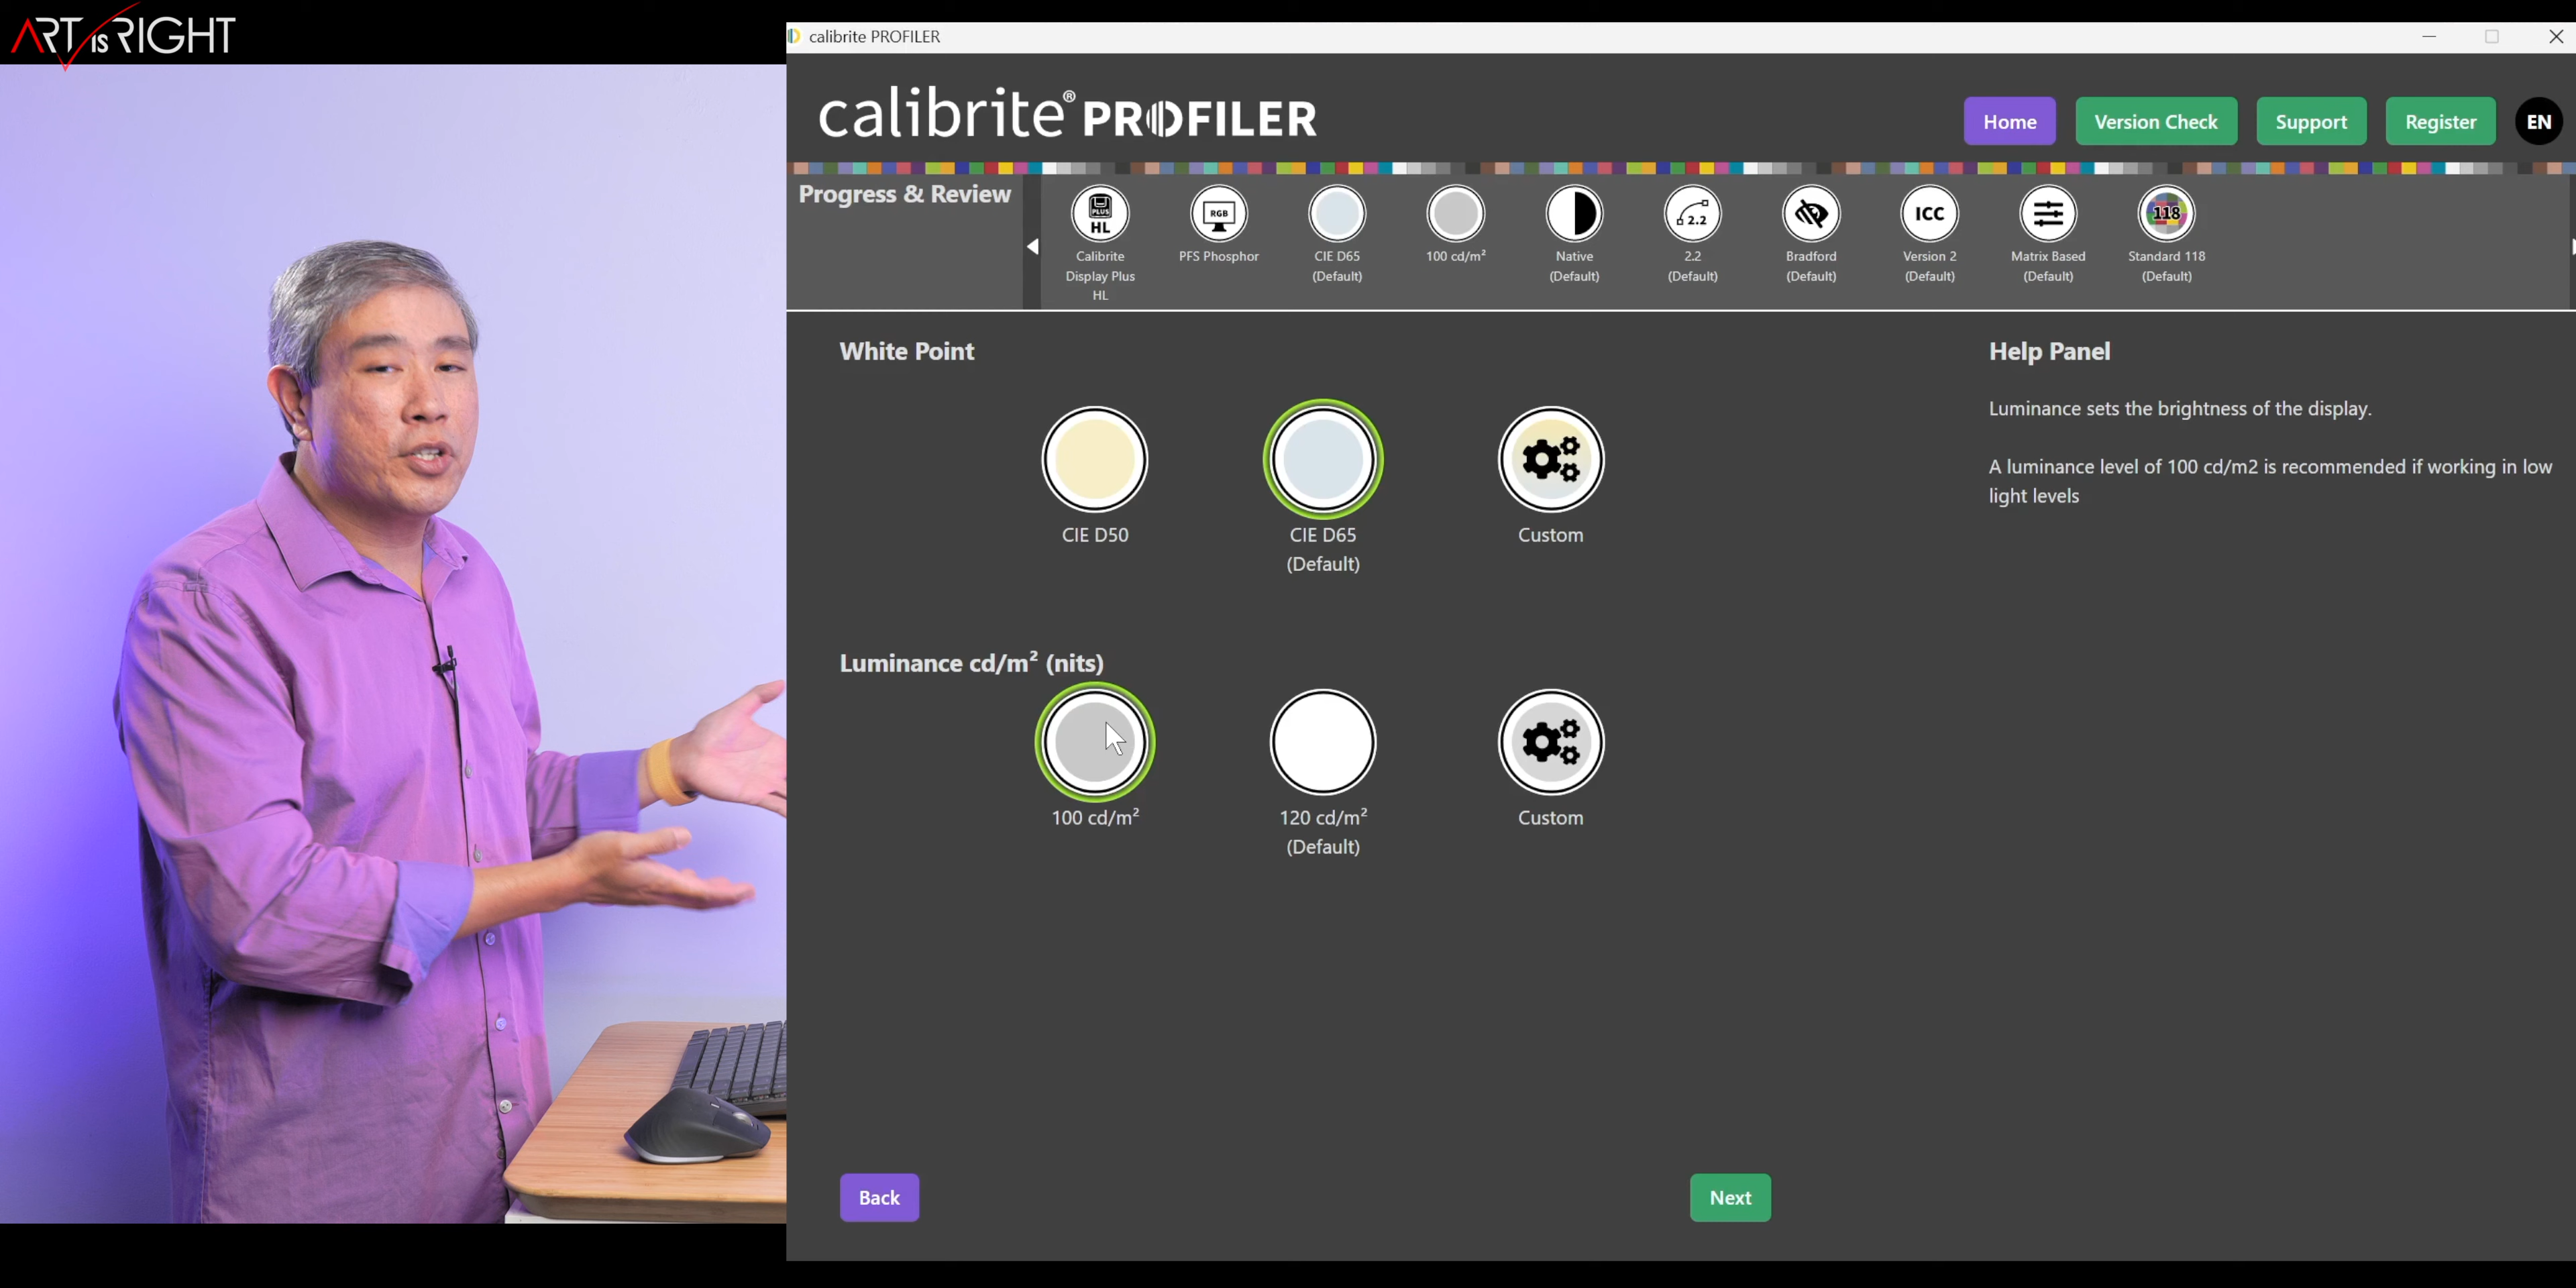 ART is RIGHT
calibrite PROFILER
calibrite® PROFILER
Home
Version Check
Support
Register
EN
Progress & Review
PLUS
HL
RGB
2.2
ICC
118
Calibrite
Display Plus
HL
PFS Phosphor
CIE D65
(Default)
100 cd/m²
Native
(Default)
2.2
(Default)
Bradford
(Default)
Version 2
(Default)
Matrix Based
(Default)
Standard 118
(Default)
White Point
CIE D50
CIE D65
(Default)
Custom
Luminance cd/m² (nits)
100 cd/m²
120 cd/m²
(Default)
Custom
Help Panel
Luminance sets the brightness of the display.
A luminance level of 100 cd/m2 is recommended if working in low
light levels
Back
Next